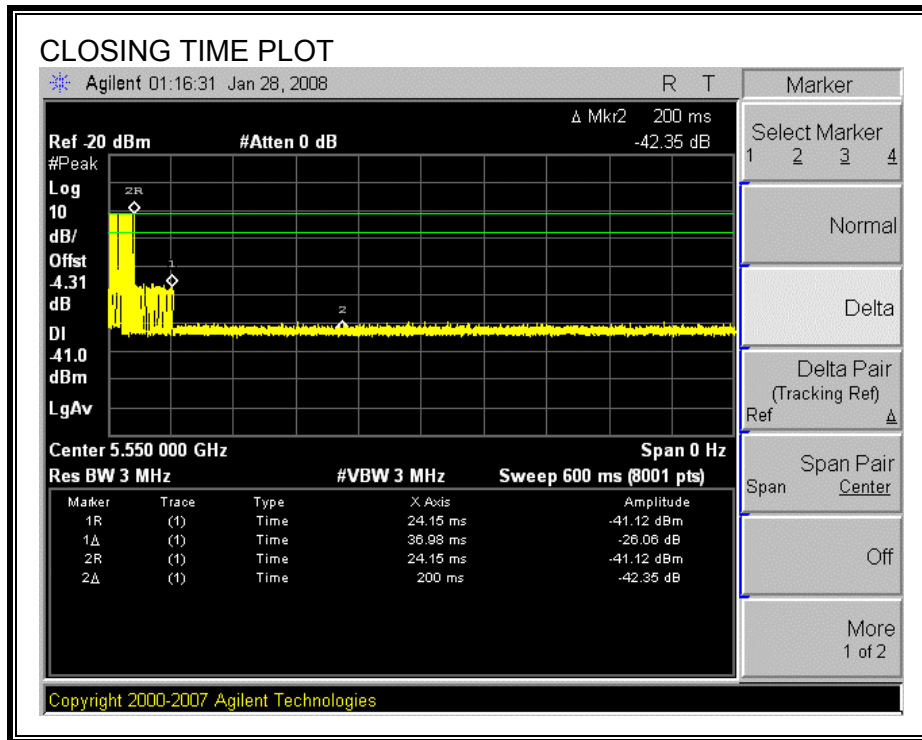 CLOSING TIME PLOT
Agilent 01:16:31 Jan 28, 2008 R T
Δ Mkr2 200 ms
Ref -20 dBm #Atten 0 dB -42.35 dB
#Peak
Log
10
dB/
Offst
-4.31
dB
DI
-41.0
dBm
LgAv
2R
1
2
Center 5.550 000 GHz Span 0 Hz
Res BW 3 MHz #VBW 3 MHz Sweep 600 ms (8001 pts)
Marker Trace Type X Axis Amplitude
1R (1) Time 24.15 ms -41.12 dBm
1Δ (1) Time 36.98 ms -26.06 dB
2R (1) Time 24.15 ms -41.12 dBm
2Δ (1) Time 200 ms -42.35 dB
Copyright 2000-2007 Agilent Technologies
Marker
Select Marker
1 2 3 4
Normal
Delta
Delta Pair
(Tracking Ref)
Ref Δ
Span Pair
Span Center
Off
More
1 of 2